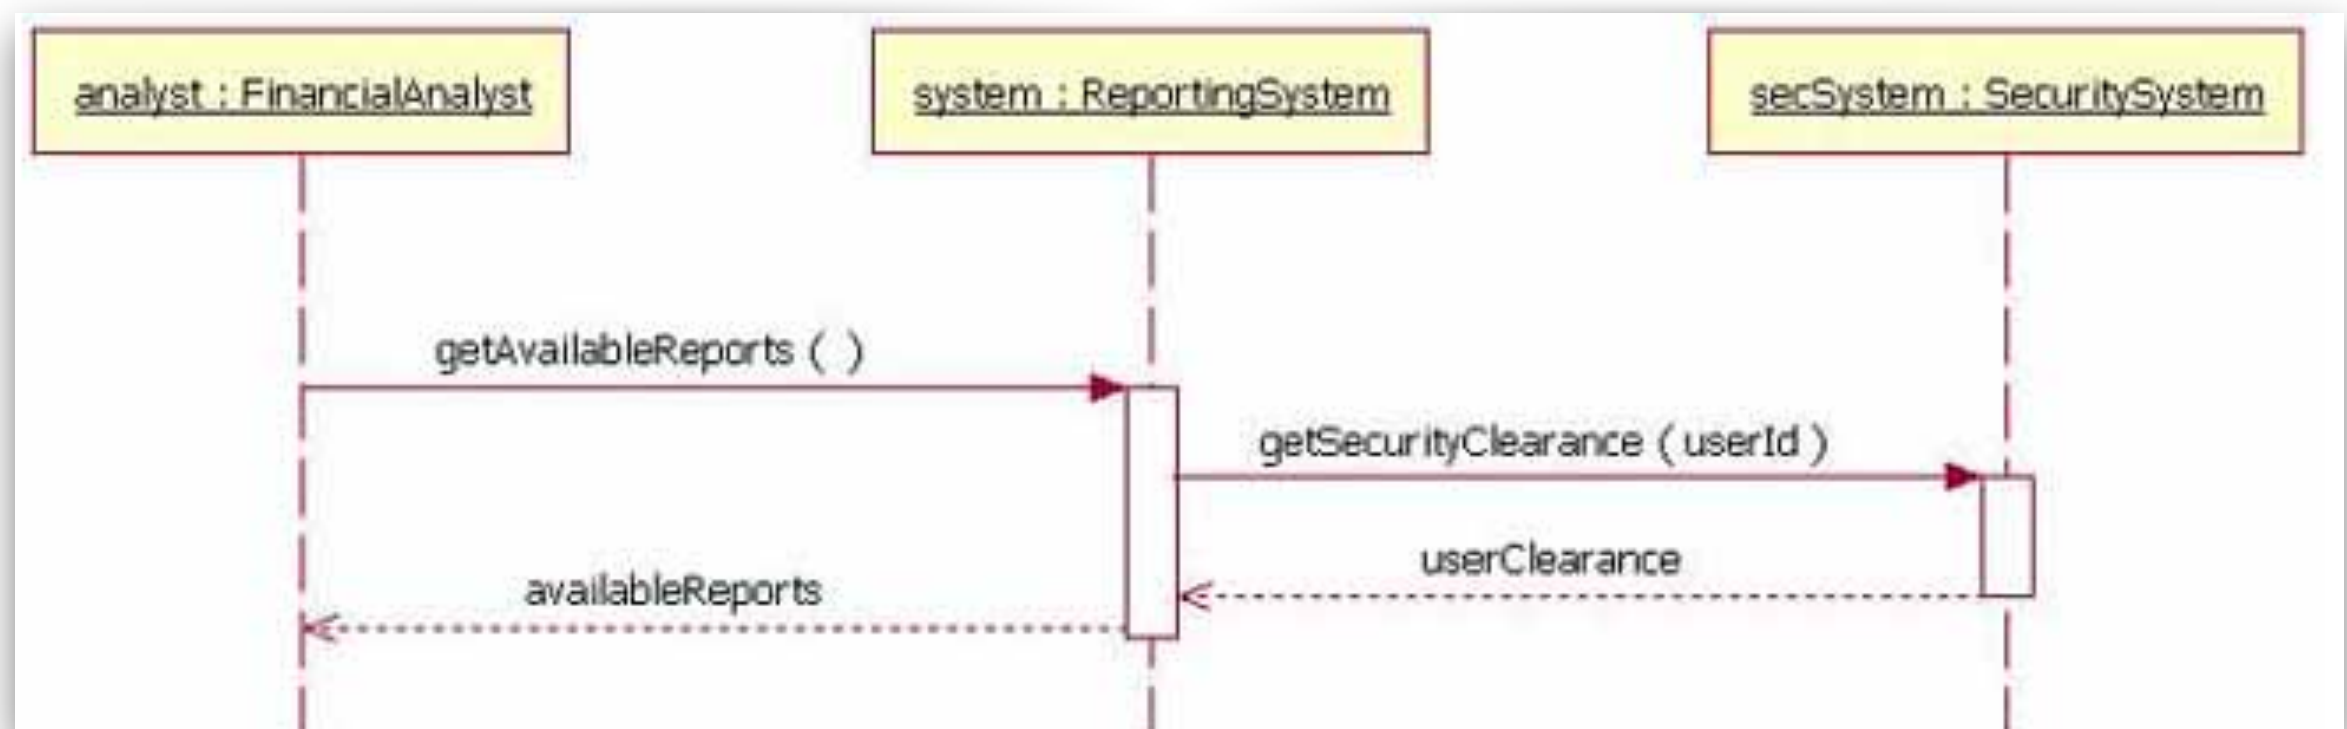 analyst : FinancialAnalyst
system : ReportingSystem
secSystem : SecuritySystem
getAvailableReports ( )
getSecurityClearance ( userId )
userClearance
availableReports